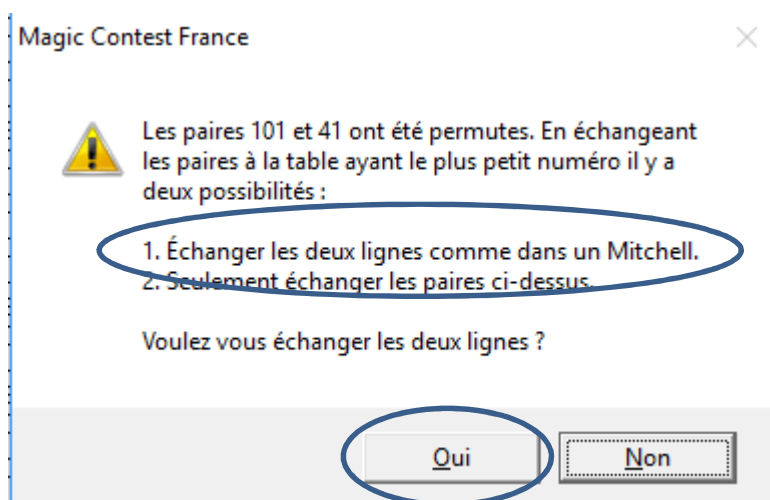 Magic Contest France
Les paires 101 et 41 ont été permutes. En échangeant
les paires à la table ayant le plus petit numéro il y a
deux possibilités :
1. Échanger les deux lignes comme dans un Mitchell.
2. Seulement échanger les paires ci-dessus.
Voulez vous échanger les deux lignes ?
Oui
Non